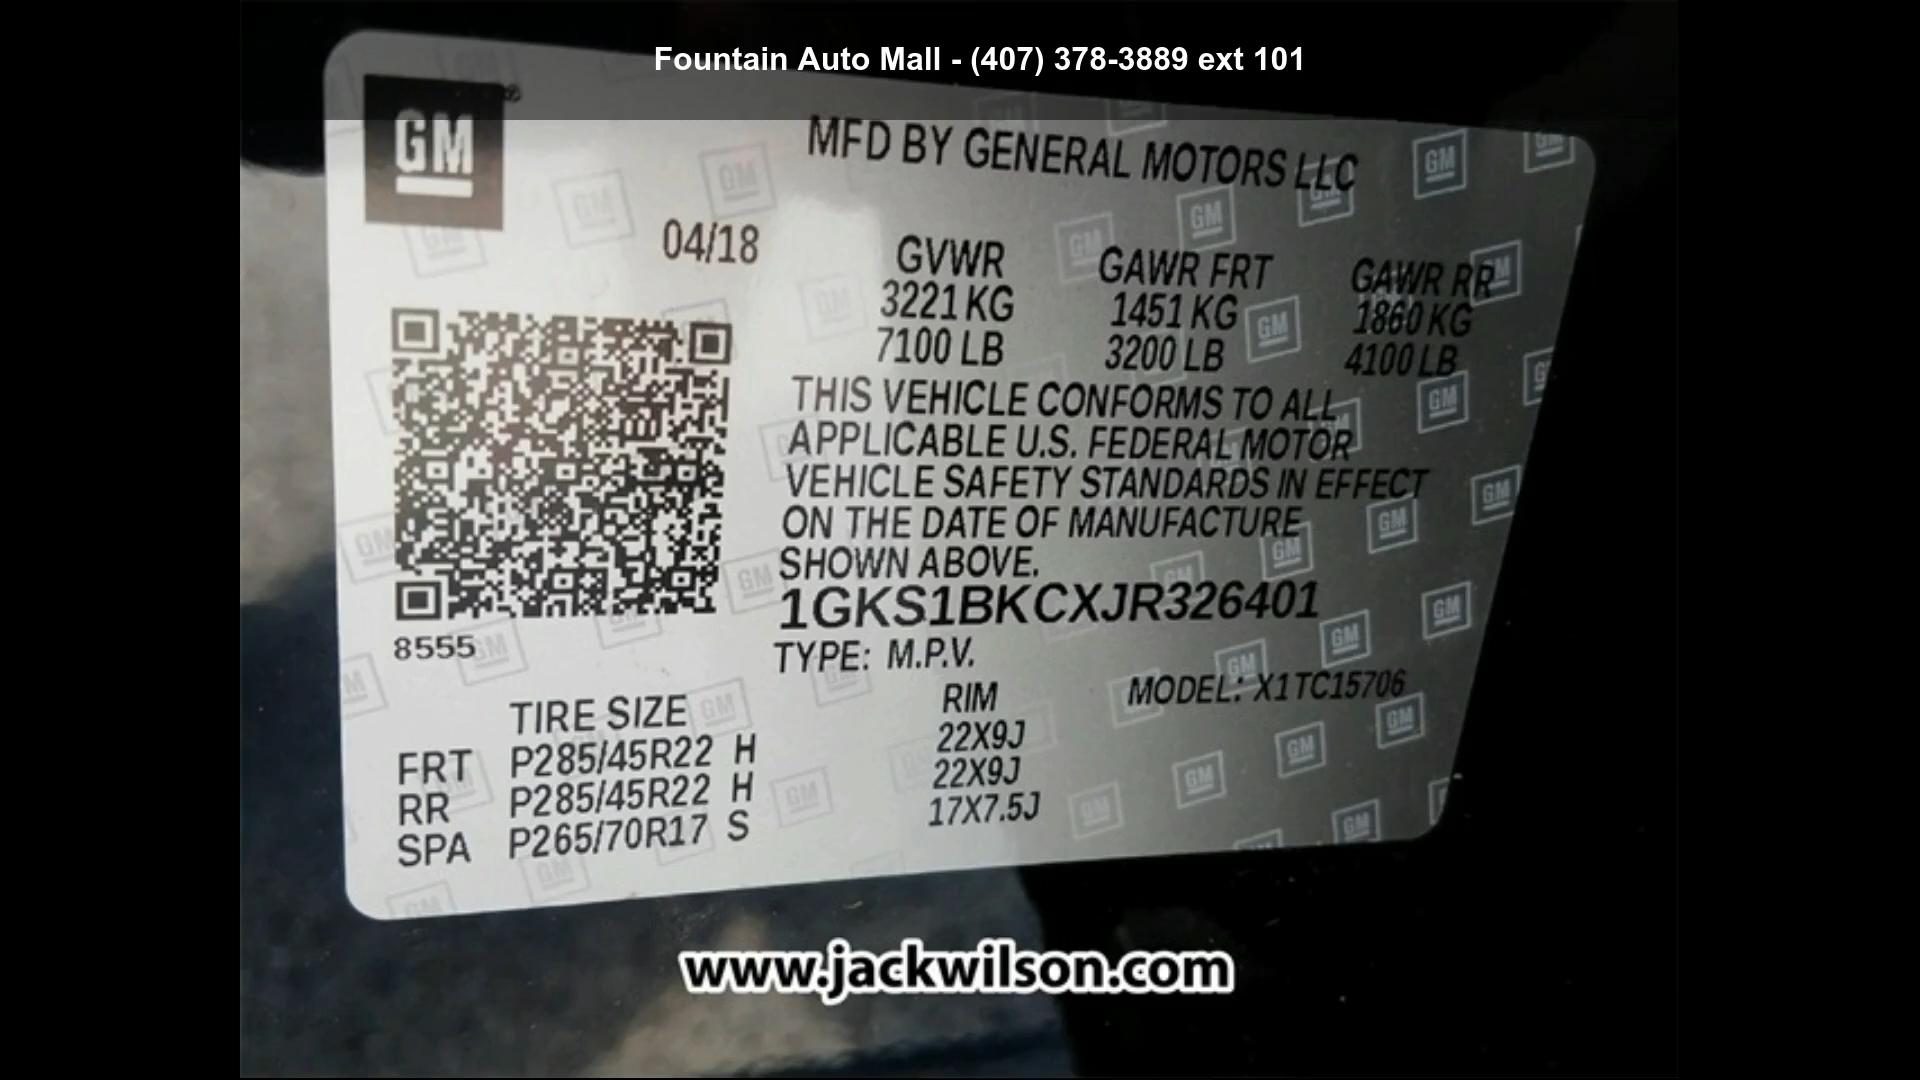 Fountain Auto Mall - (407) 378-3889 ext 101
GM®
MFD BY GENERAL MOTORS LLC
04/18
GVWR GAWR FRT GAWR RR
3221 KG 1451 KG 1860 KG
7100 LB 3200 LB 4100 LB
THIS VEHICLE CONFORMS TO ALL
APPLICABLE U.S. FEDERAL MOTOR
VEHICLE SAFETY STANDARDS IN EFFECT
ON THE DATE OF MANUFACTURE
SHOWN ABOVE.
1GKS1BKCXJR326401
8555
TYPE: M.P.V.
MODEL: X1TC15706
TIRE SIZE RIM
FRT P285/45R22 H 22X9J
RR P285/45R22 H 22X9J
SPA P265/70R17 S 17X7.5J
www.jackwilson.com